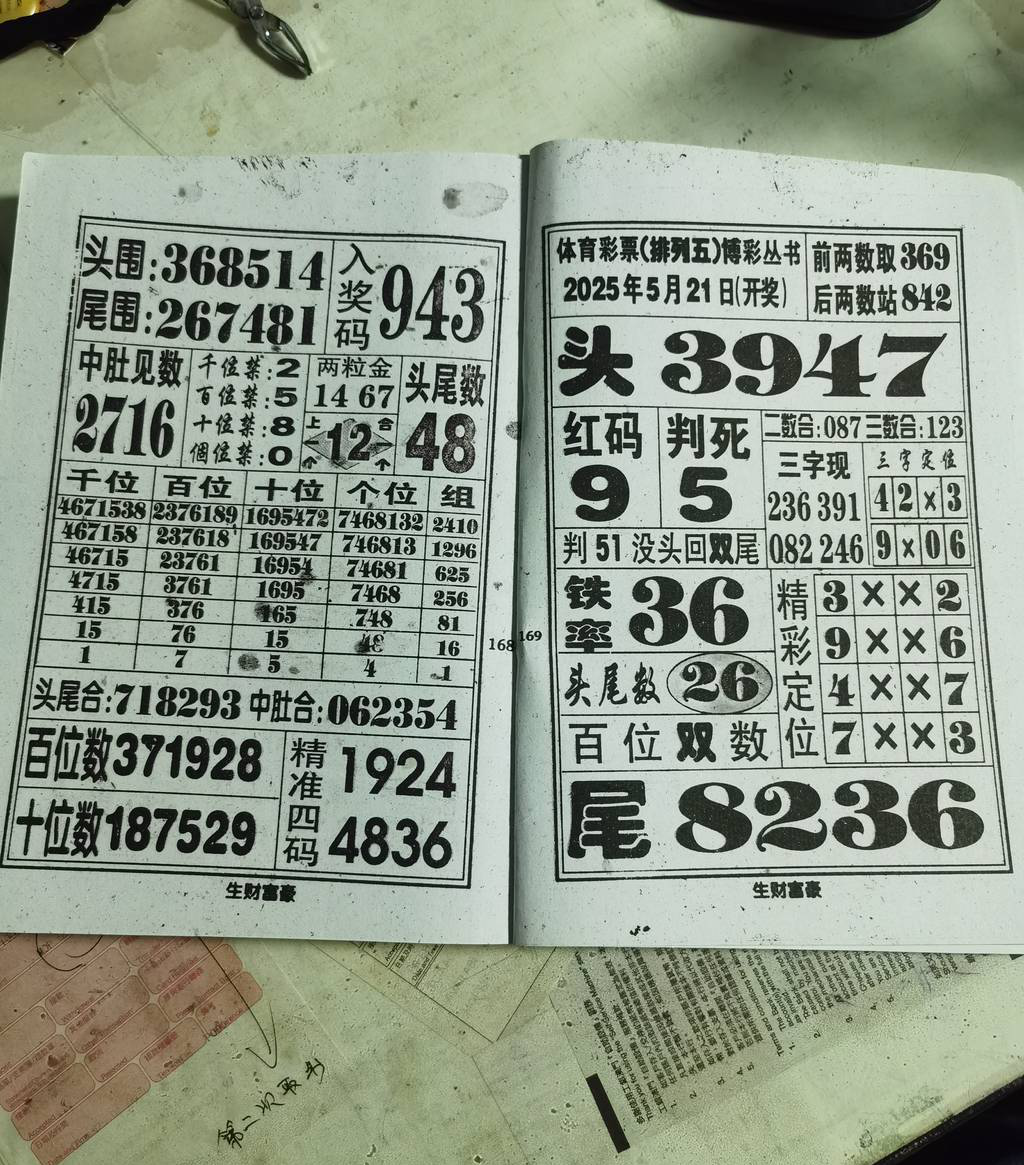 头围:368514
尾围:267481
入奖码 943
中肚见数
2716
千位禁:2
百位禁:5
十位禁:8
個位禁:0
两粒金
14 67
上 12 合
头尾数
48
千位 百位 十位 个位 组
4671538 2376189 1695472 7468132 2410
467158 237618 169547 746813 1296
46715 23761 16954 74681 625
4715 3761 1695 7468 256
415 376 465 748 81
15 76 15 48 16
1 7 5 4 1
头尾合:718293 中肚合:062354
百位数371928
十位数187529
精准四码
1924
4836
生财富豪
168
169
体育彩票(排列五)博彩丛书
2025年5月21日(开奖)
前两数取369
后两数站842
头 3947
红码
9
判死
5
二数合:087 三数合:123
三字现
236 391
082 246
三字定位
4 2 × 3
9 × 0 6
判 51 没头回双尾
铁率 36
头尾数 26
百位双数
精彩定位
3 × × 2
9 × × 6
4 × × 7
7 × × 3
尾 8236
生财富豪